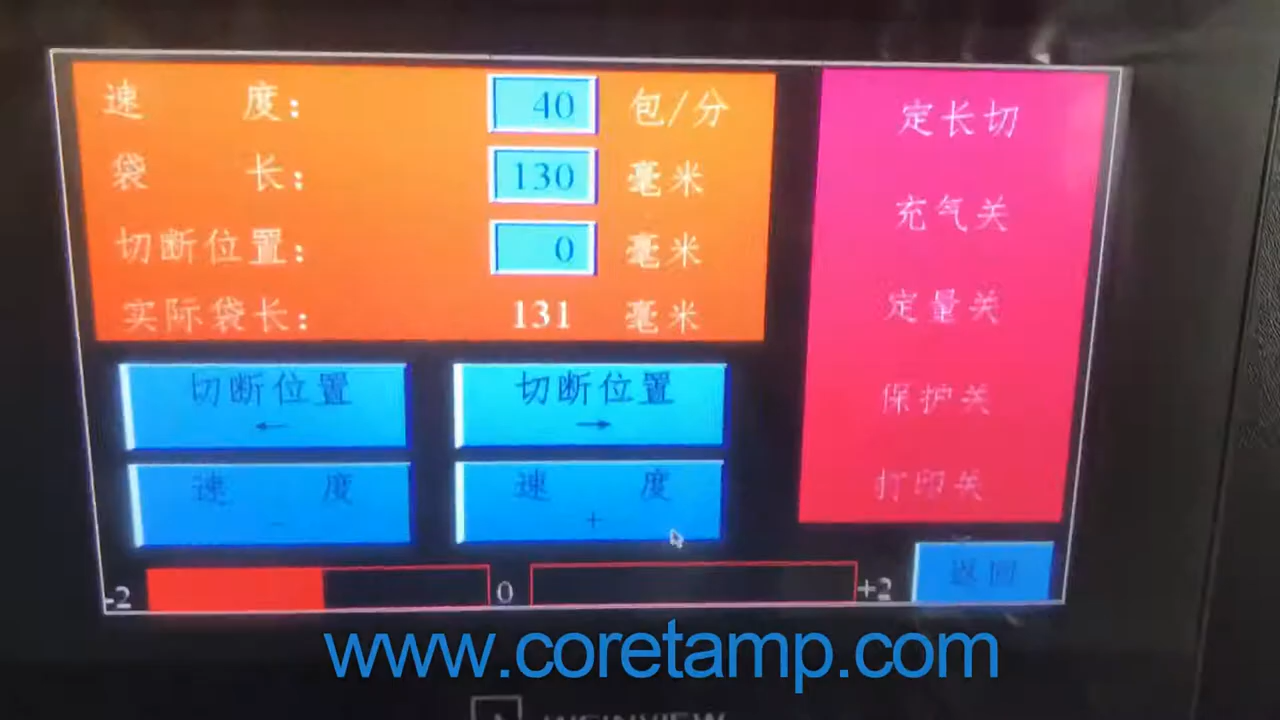 速 度： 40 包/分
袋 长： 130 毫米
切断位置： 0 毫米
实际袋长： 131 毫米
定长切
充气关
定量关
保护关
打印关
切断位置
←
切断位置
→
速 度
-
速 度
+
-2
0
+2
返回
www.coretamp.com